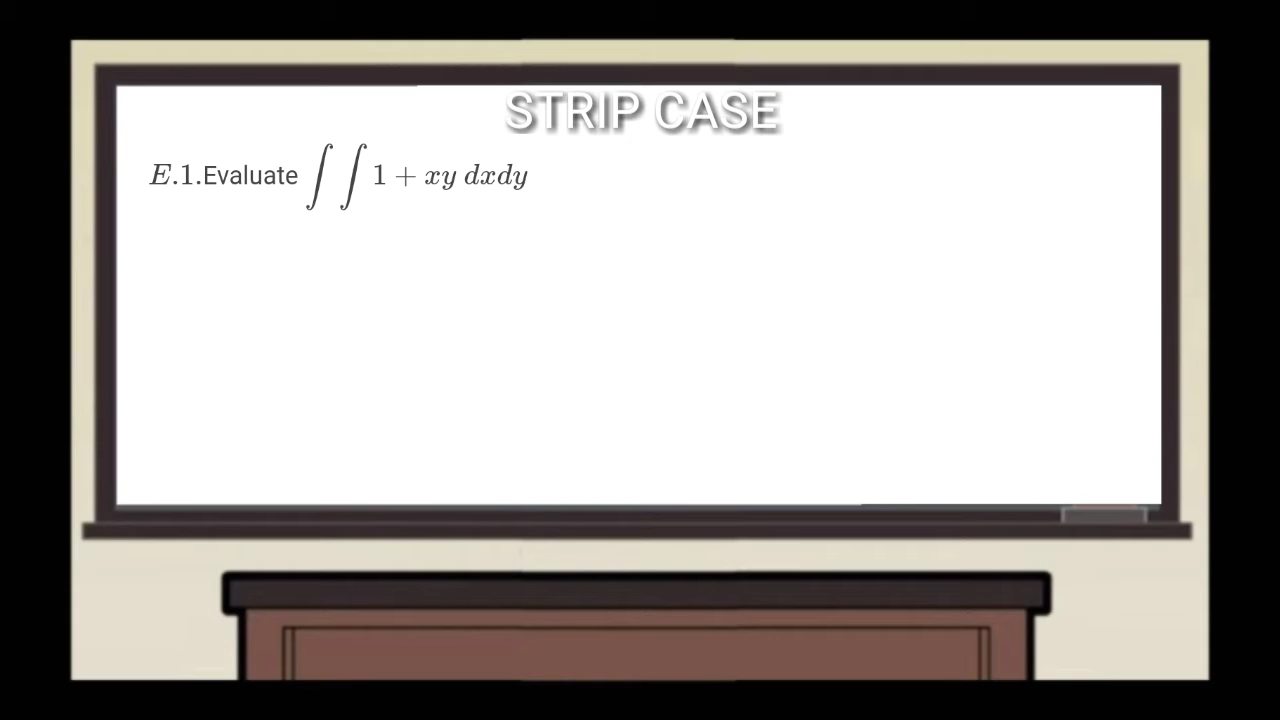 STRIP CASE
E.1.Evaluate ∫ ∫ 1 + xy dxdy